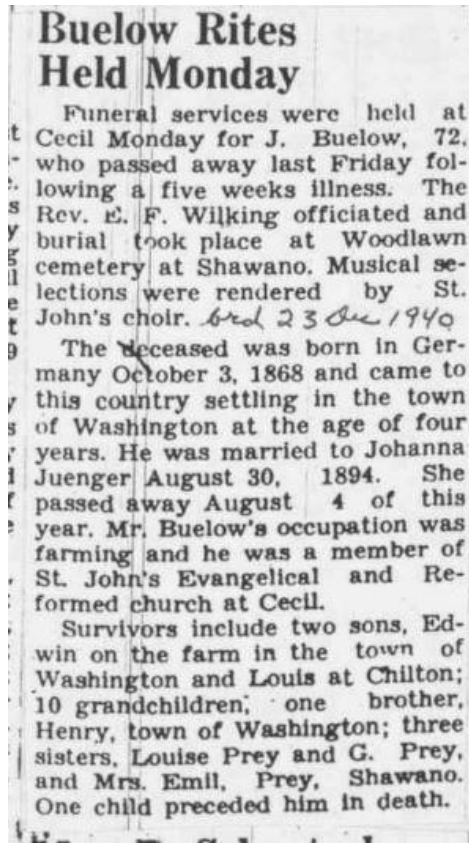 Buelow Rites
Held Monday
Funeral services were held at
Cecil Monday for J. Buelow, 72,
who passed away last Friday fol-
lowing a five weeks illness. The
Rev. E. F. Wilking officiated and
burial took place at Woodlawn
cemetery at Shawano. Musical se-
lections were rendered by St.
John's choir. brd 23 Dec 1940
The deceased was born in Ger-
many October 3, 1868 and came to
this country settling in the town
of Washington at the age of four
years. He was married to Johanna
Juenger August 30, 1894. She
passed away August 4 of this
year. Mr. Buelow's occupation was
farming and he was a member of
St. John's Evangelical and Re-
formed church at Cecil.
Survivors include two sons, Ed-
win on the farm in the town of
Washington and Louis at Chilton;
10 grandchildren; one brother,
Henry, town of Washington; three
sisters, Louise Prey and G. Prey,
and Mrs. Emil, Prey, Shawano.
One child preceded him in death.